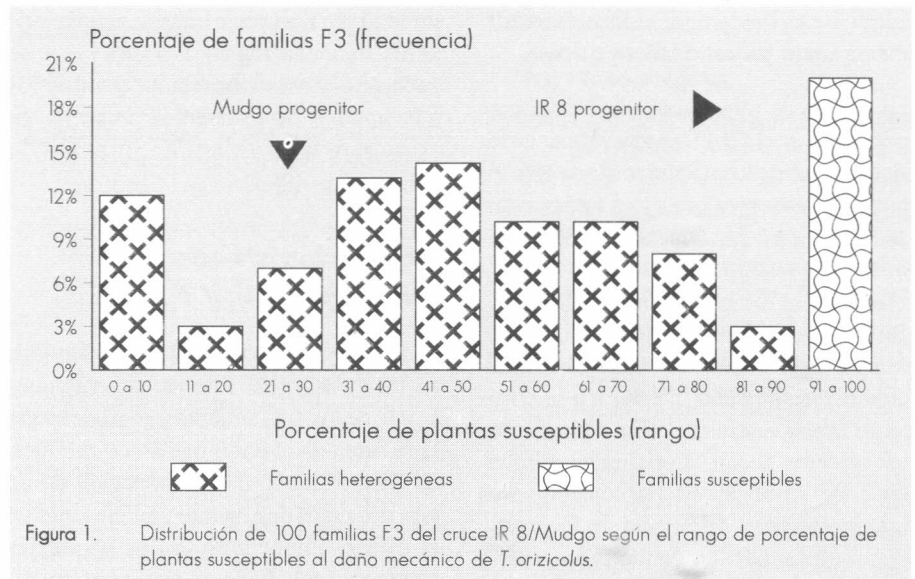 Porcentaje de familias F3 (frecuencia)
21%
18%
15%
12%
9%
6%
3%
0%
Mudgo progenitor
IR 8 progenitor
0 a 10 11 a 20 21 a 30 31 a 40 41 a 50 51 a 60 61 a 70 71 a 80 81 a 90 91 a 100
Porcentaje de plantas susceptibles (rango)
Familias heterogéneas Familias susceptibles
Figura 1. Distribución de 100 familias F3 del cruce IR 8/Mudgo según el rango de porcentaje de
plantas susceptibles al daño mecánico de T. orizicolus.